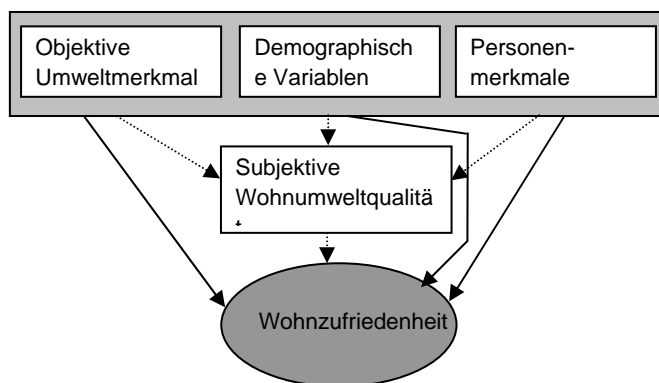 Objektive
Umweltmerkmal
Demographisch
e Variablen
Personen-
merkmale
Subjektive
Wohnumweltqualitä
Wohnzufriedenheit